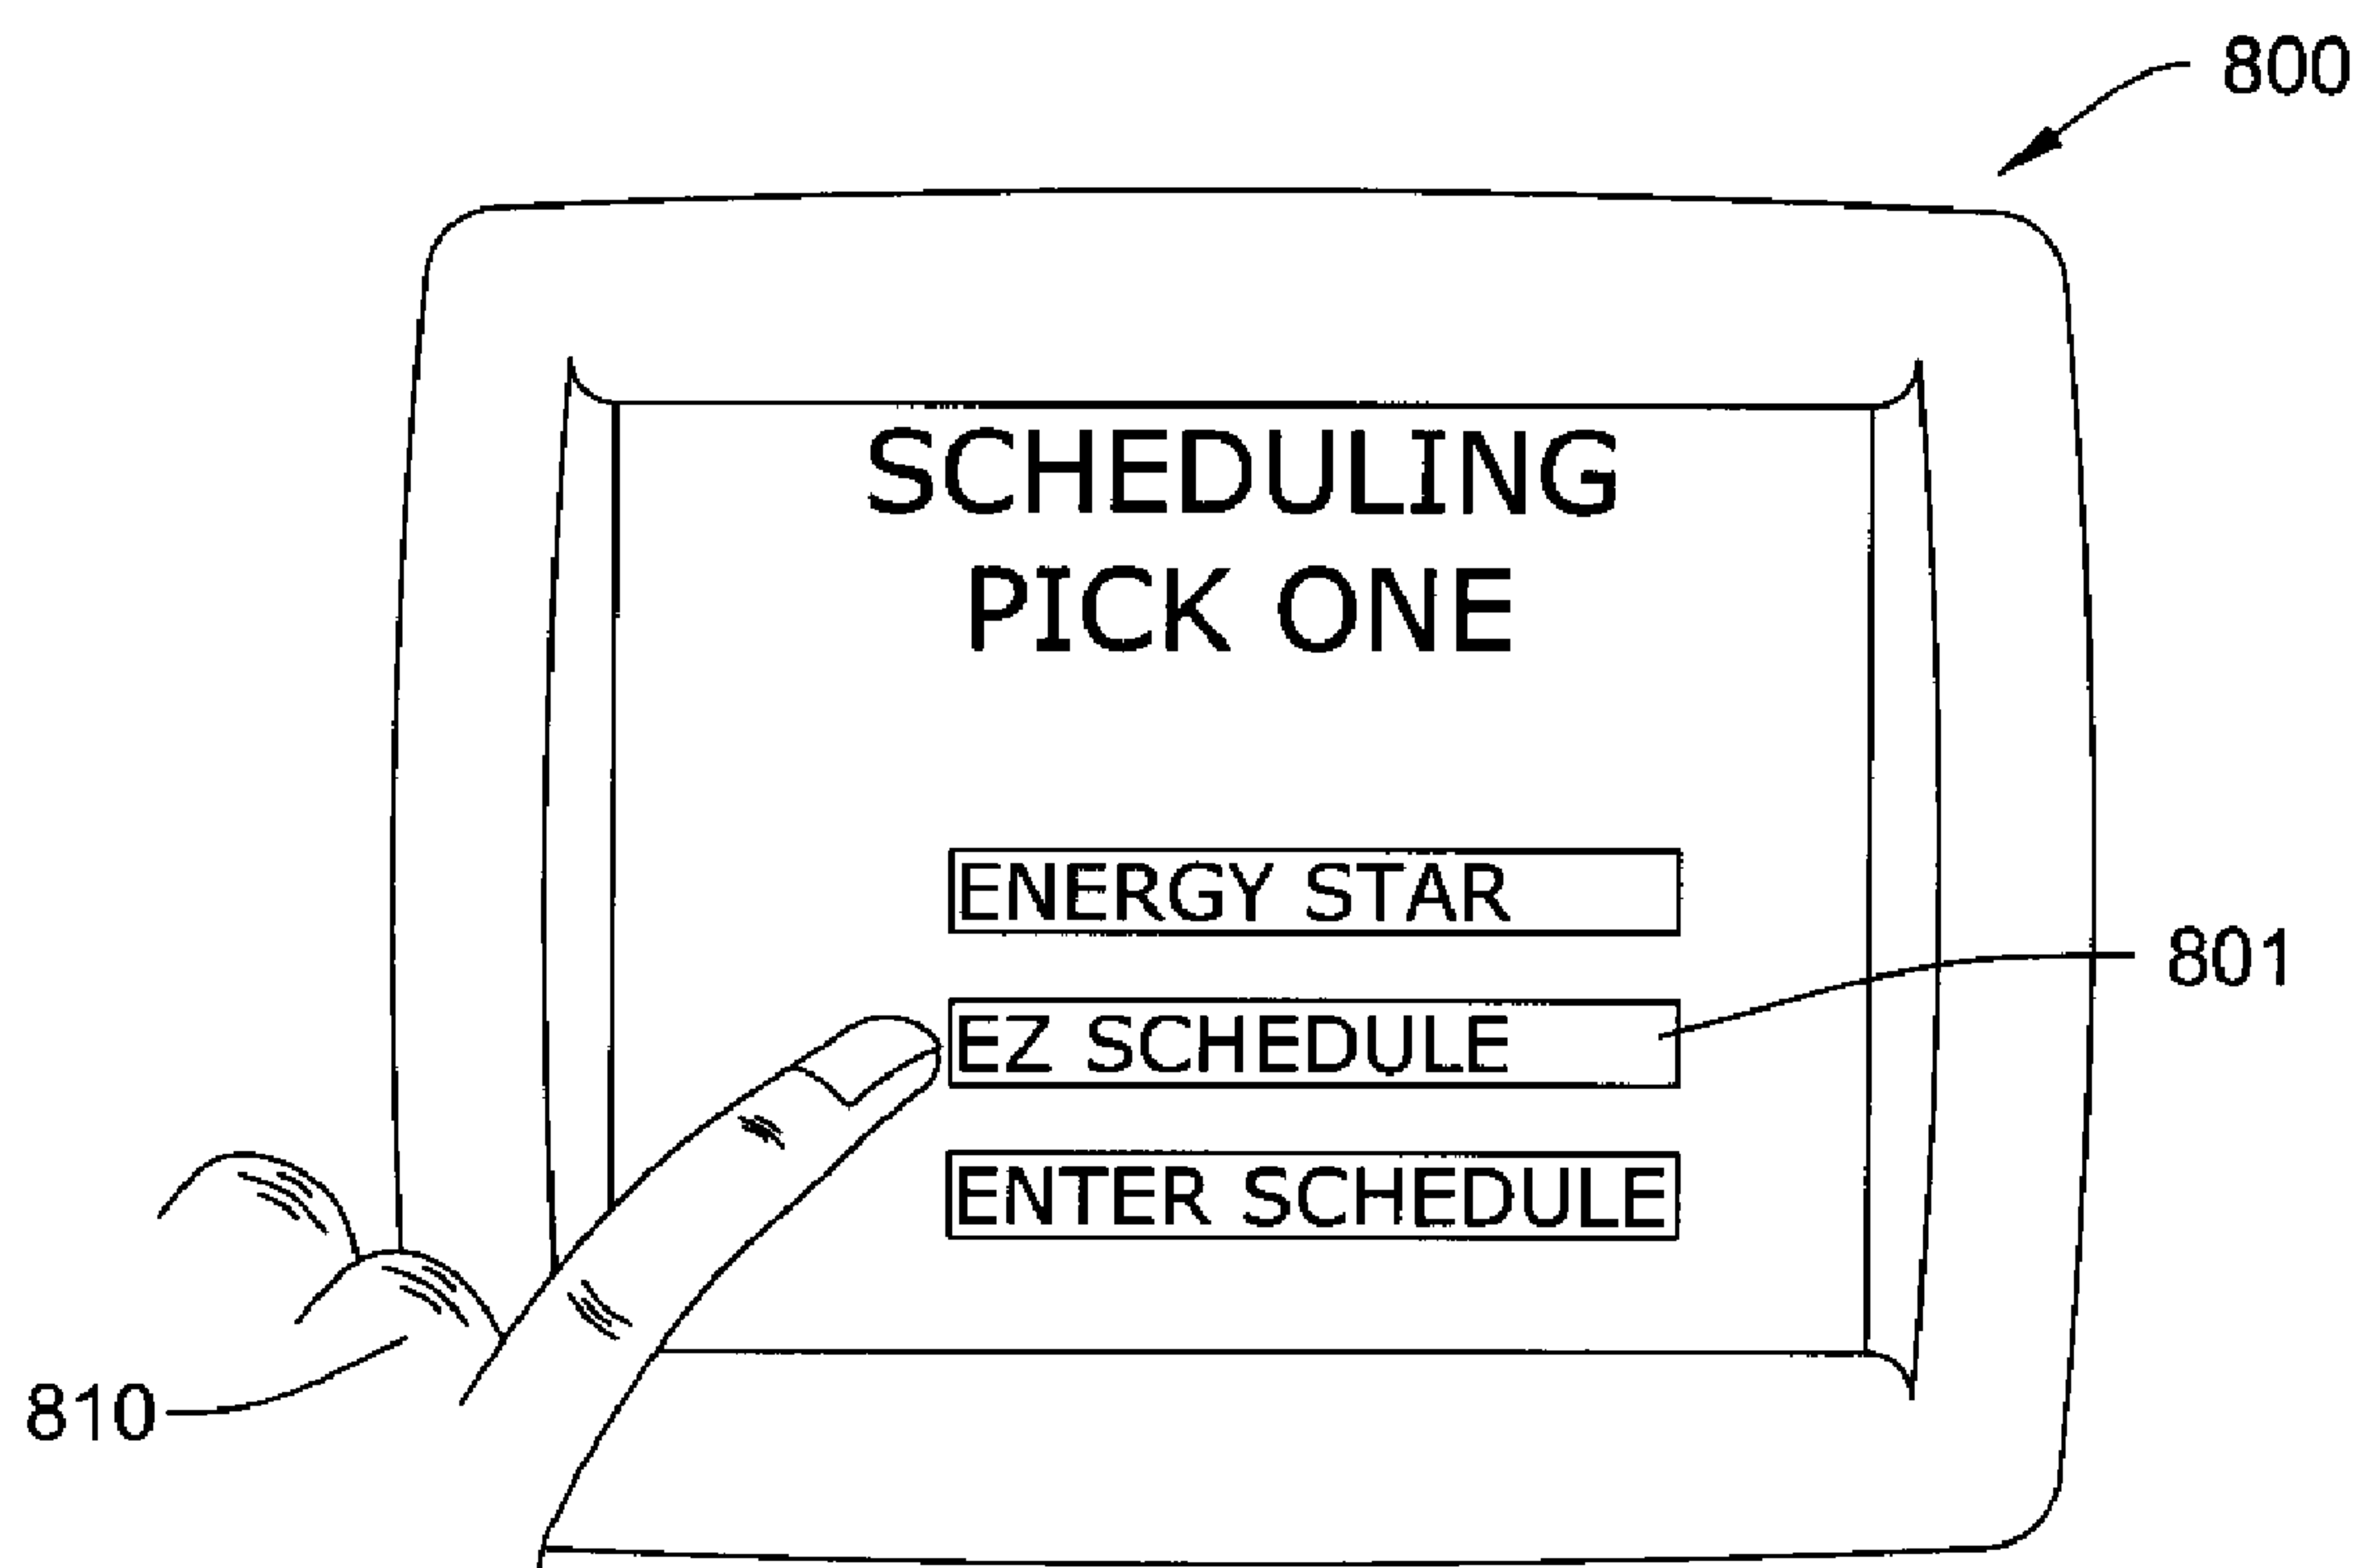 800
SCHEDULING
PICK ONE
ENERGY STAR
801
EZ SCHEDULE
ENTER SCHEDULE
810